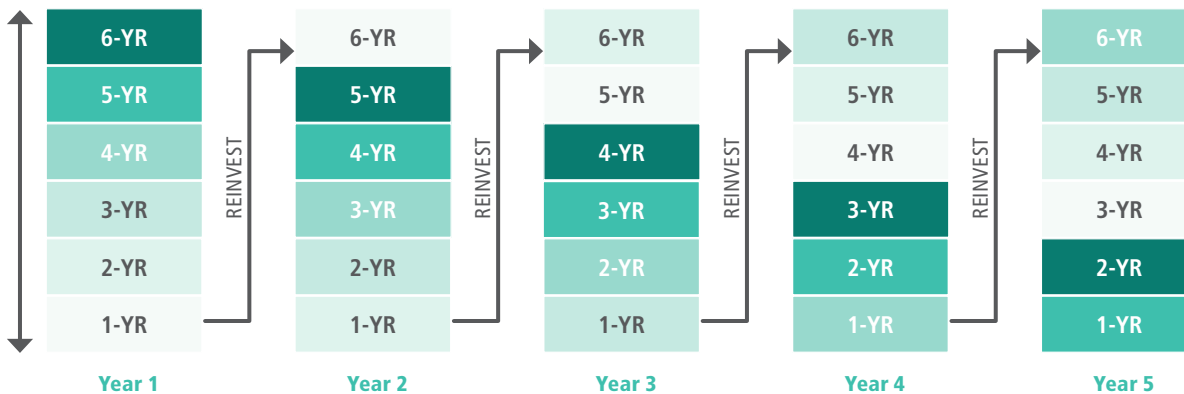 6-YR
5-YR
4-YR
3-YR
2-YR
1-YR
Year 1
REINVEST
6-YR
5-YR
4-YR
3-YR
2-YR
1-YR
Year 2
REINVEST
6-YR
5-YR
4-YR
3-YR
2-YR
1-YR
Year 3
REINVEST
6-YR
5-YR
4-YR
3-YR
2-YR
1-YR
Year 4
REINVEST
6-YR
5-YR
4-YR
3-YR
2-YR
1-YR
Year 5